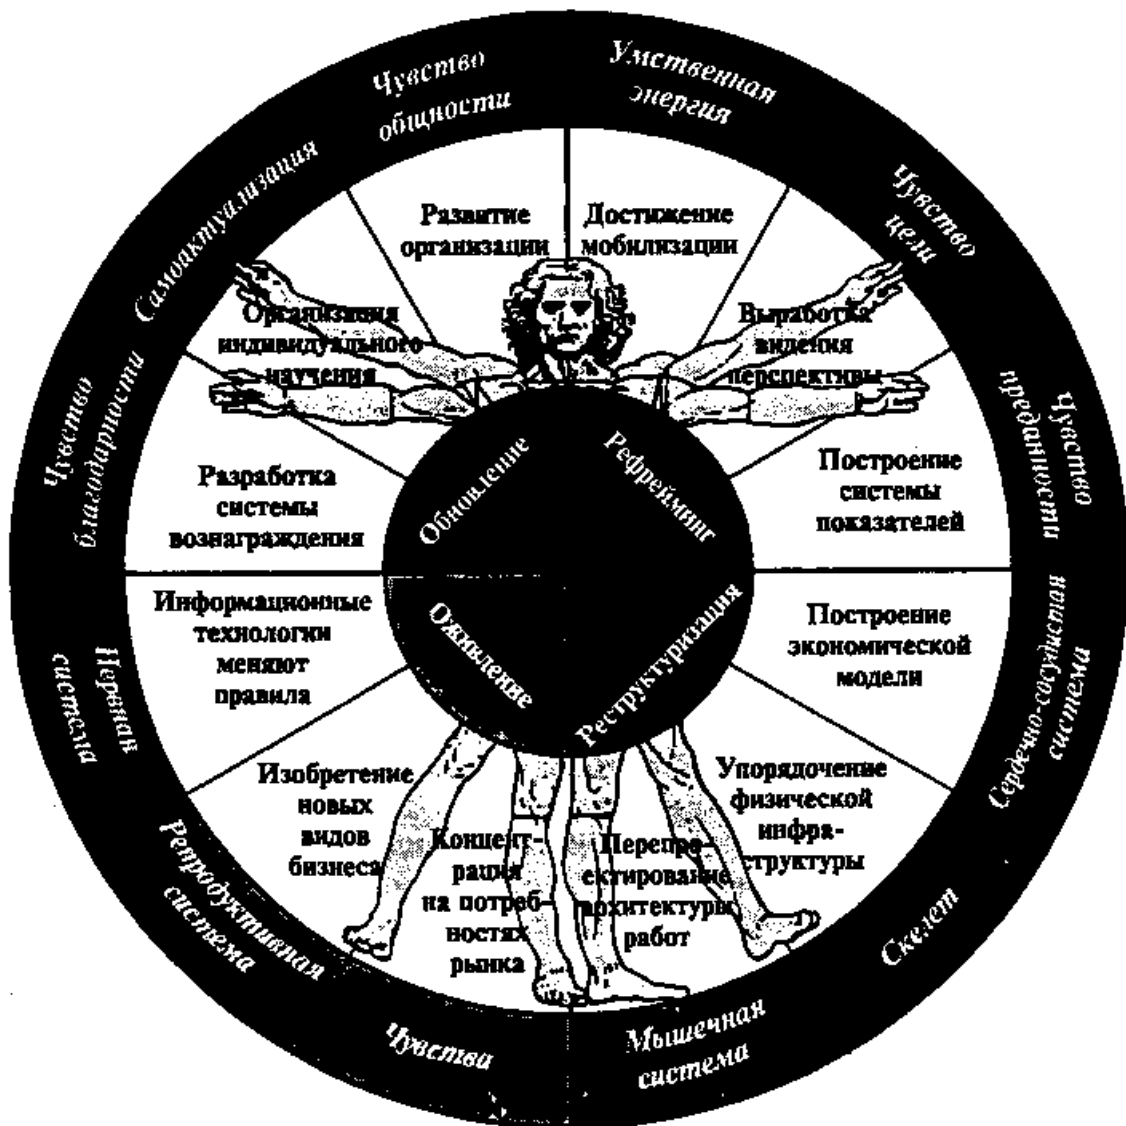 Чувство
общности
Умственная
энергия
Чувство
цели
Чувство
преданности
Сердечно-сосудистая
система
Скелет
Мышечная
система
Чувства
Репродуктивная
система
Нервная
система
Чувство
благодарности
Самоактуализация
Развитие
организации
Достижение
мобилизации
Выработка
видения
перспективы
Построение
системы
показателей
Построение
экономической
модели
Упорядочение
физической
инфра-
структуры
Перепро-
ектирование
архитектуры
работ
Концент-
рация
на потреб-
ностях
рынка
Изобретение
новых
видов
бизнеса
Информационные
технологии
меняют
правила
Разработка
системы
вознаграждения
Организация
индивидуального
научения
Обновление
Рефрейминг
Реструктуризация
Оживление